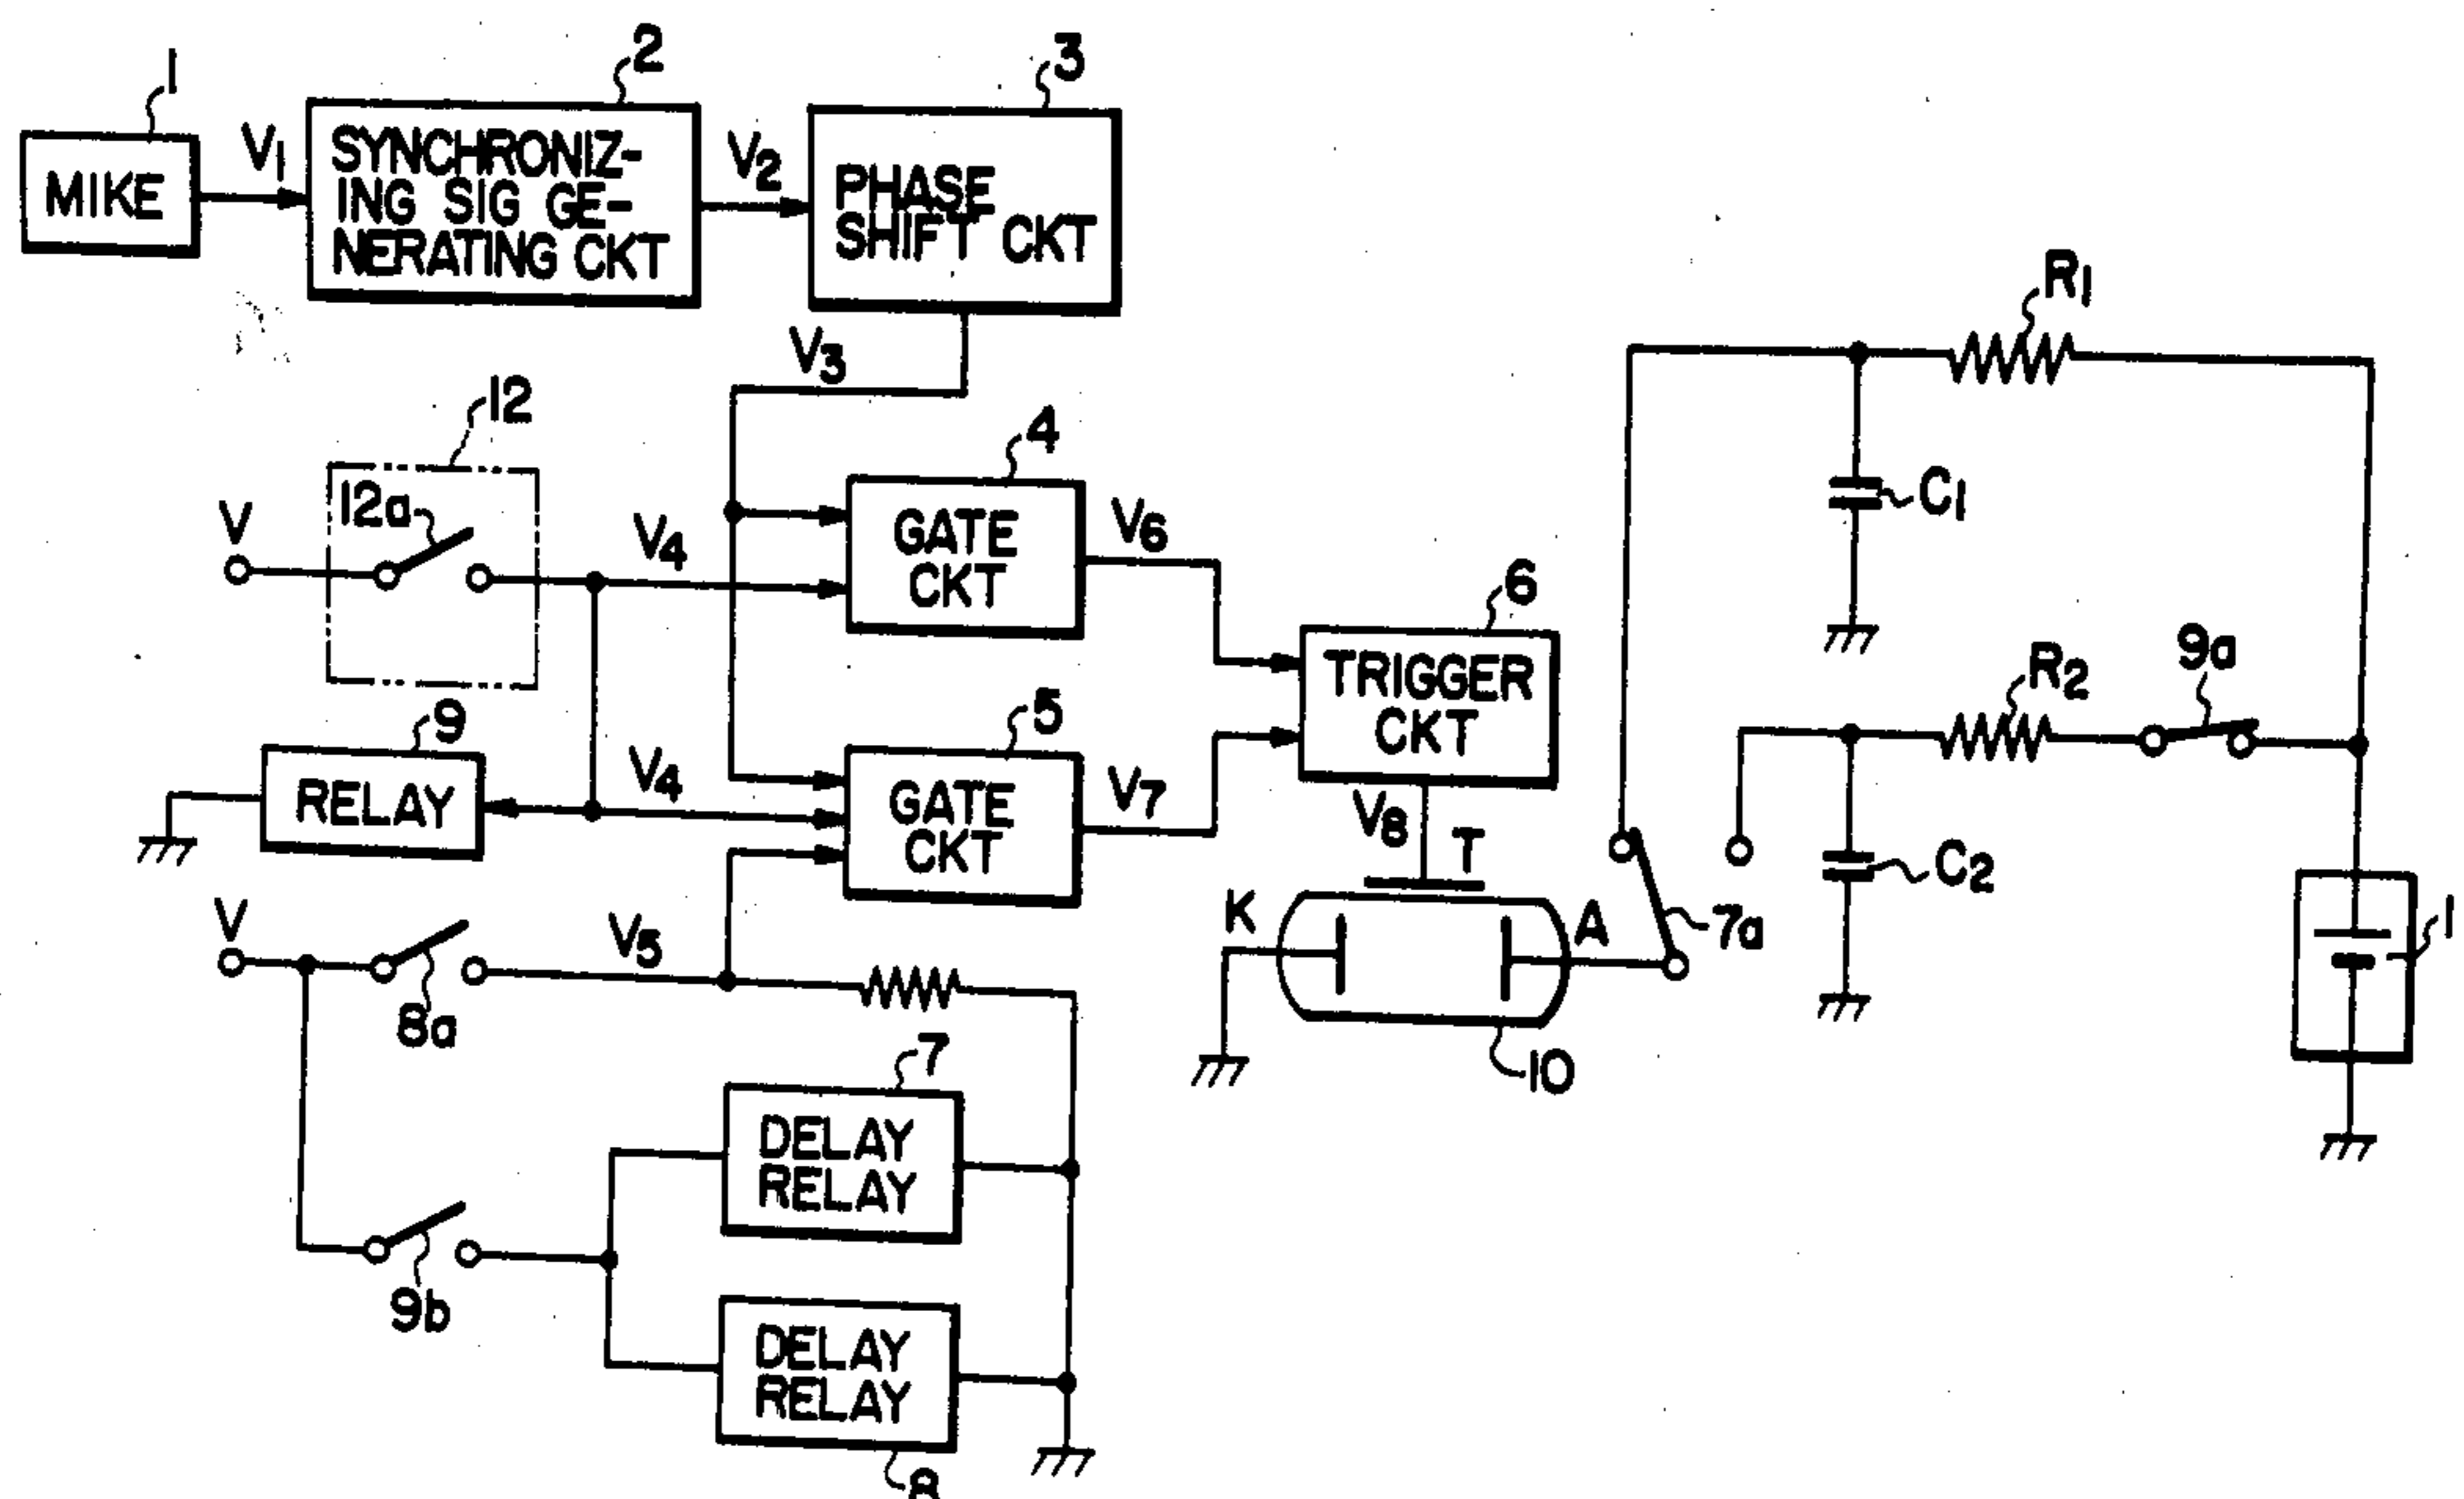 1
2
3
MIKE
V1
SYNCHRONIZ-
ING SIG GE-
NERATING CKT
V2
PHASE
SHIFT CKT
V3
R1
12
4
12a
V
V4
GATE
CKT
V6
C1
6
TRIGGER
CKT
R2
9a
9
RELAY
V4
5
GATE
CKT
V7
V8
T
C2
K
A
7a
1
V
8a
V5
10
7
DELAY
RELAY
9b
DELAY
RELAY
8